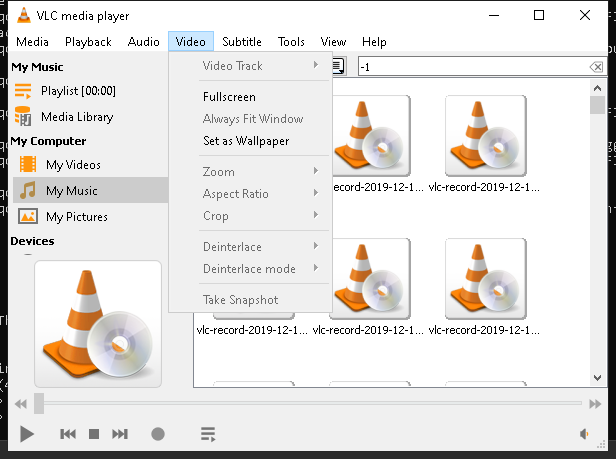 VLC media player
Media Playback Audio Video Subtitle Tools View Help
My Music
Playlist [00:00]
Media Library
My Computer
My Videos
My Music
My Pictures
Devices
Video Track
Fullscreen
Always Fit Window
Set as Wallpaper
Zoom
Aspect Ratio
Crop
Deinterlace
Deinterlace mode
Take Snapshot
-1
vlc-record-2019-12-1... vlc-record-2019-12-1...
vlc-record-2019-12-1... vlc-record-2019-12-1... vlc-record-2019-12-1...